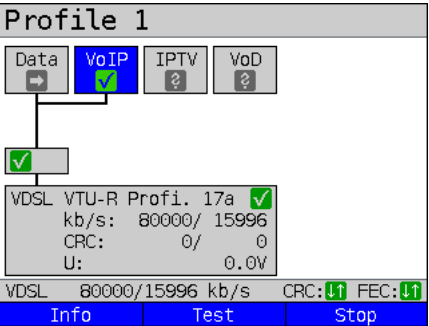 Profile 1
Data VoIP IPTV VoD
VDSL VTU-R Profi. 17a
kb/s: 80000/ 15996
CRC: 0/ 0
U: 0.0V
VDSL 80000/15996 kb/s CRC: FEC:
Info Test Stop